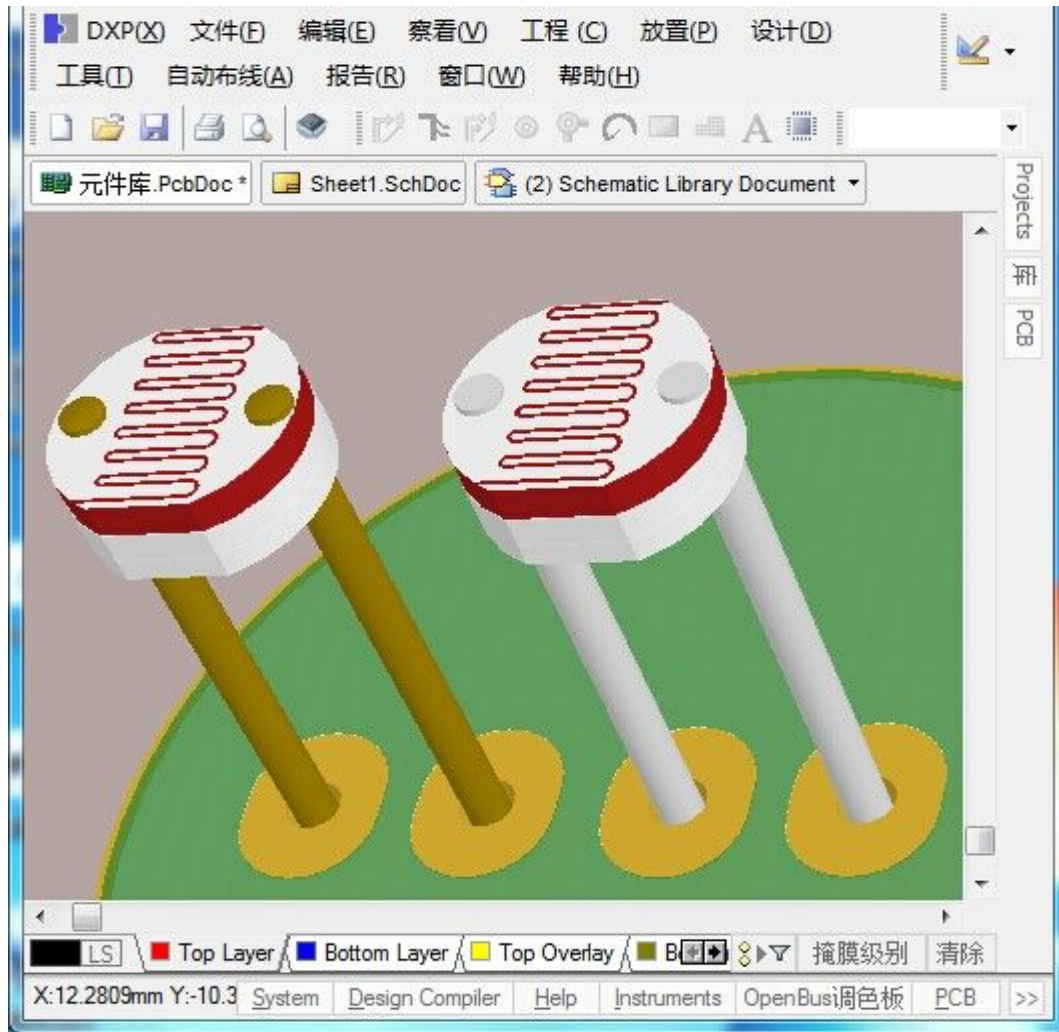 DXP(X) 文件(F) 编辑(E) 察看(V) 工程 (C) 放置(P) 设计(D)
工具(T) 自动布线(A) 报告(R) 窗口(W) 帮助(H)
A
元件库.PcbDoc * Sheet1.SchDoc (2) Schematic Library Document
Projects
库
PCB
LS Top Layer Bottom Layer Top Overlay B 掩膜级别 清除
X:12.2809mm Y:-10.3 System Design Compiler Help Instruments OpenBus调色板 PCB >>